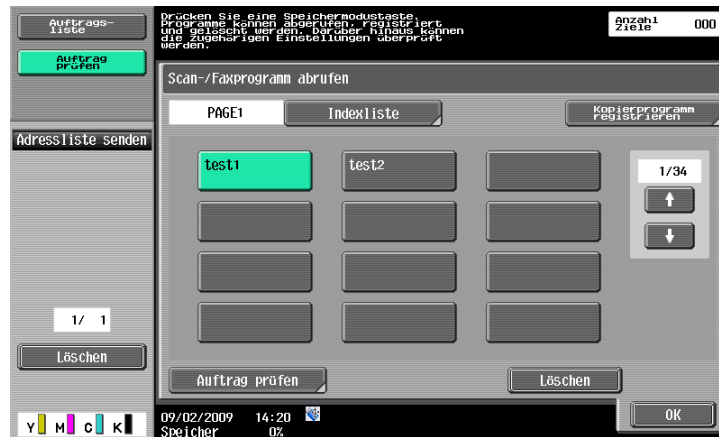 Auftrags-
liste
Auftrag
prüfen
Drücken Sie eine Speichermodustaste.
Programme können abgerufen, registriert
und gelöscht werden. Darüber hinaus können
die zugehörigen Einstellungen überprüft
werden.
Anzahl
Ziele 000
Scan-/Faxprogramm abrufen
PAGE1 Indexliste Kopierprogramm
registrieren
Adressliste senden
test1 test2
1/34
1/ 1
Löschen
Auftrag prüfen Löschen
OK
Y M C K
09/02/2009 14:20
Speicher 0%